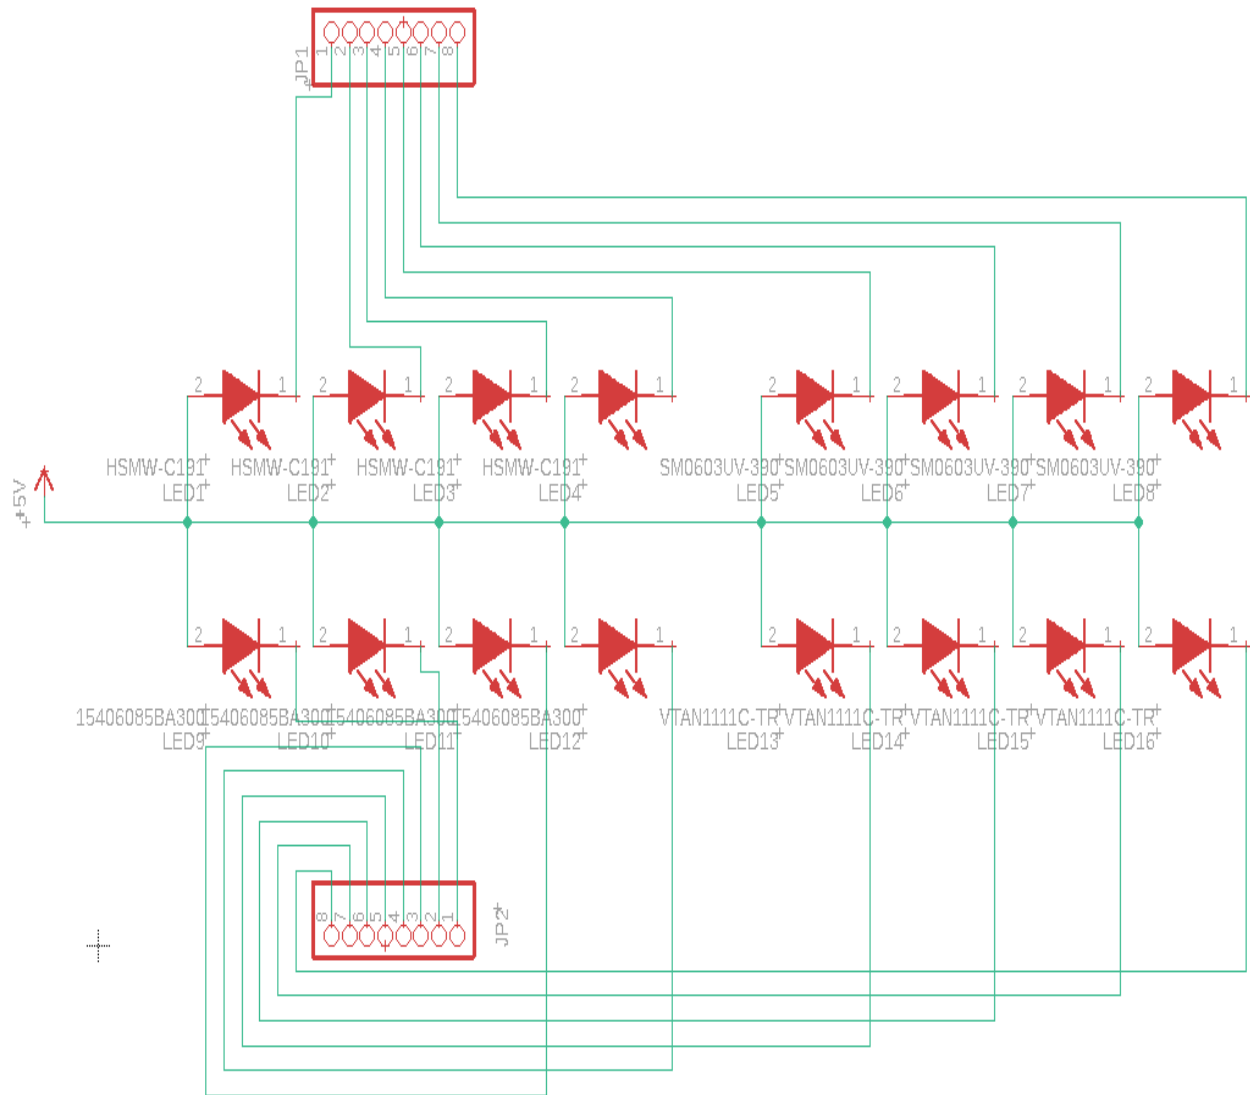 JP1
1 2 3 4 5 6 7 8
2 1 2 1 2 1 2 1 2 1 2 1 2 1 2 1
HSMW-C191 HSMW-C191 HSMW-C191 HSMW-C191 SM0603UV-390 SM0603UV-390 SM0603UV-390 SM0603UV-390
LED1 LED2 LED3 LED4 LED5 LED6 LED7 LED8
+5V
2 1 2 1 2 1 2 1 2 1 2 1 2 1 2 1
15406085BA300 15406085BA300 15406085BA300 15406085BA300 VTAN1111C-TR VTAN1111C-TR VTAN1111C-TR VTAN1111C-TR
LED9 LED10 LED11 LED12 LED13 LED14 LED15 LED16
8 7 6 5 4 3 2 1
JP2